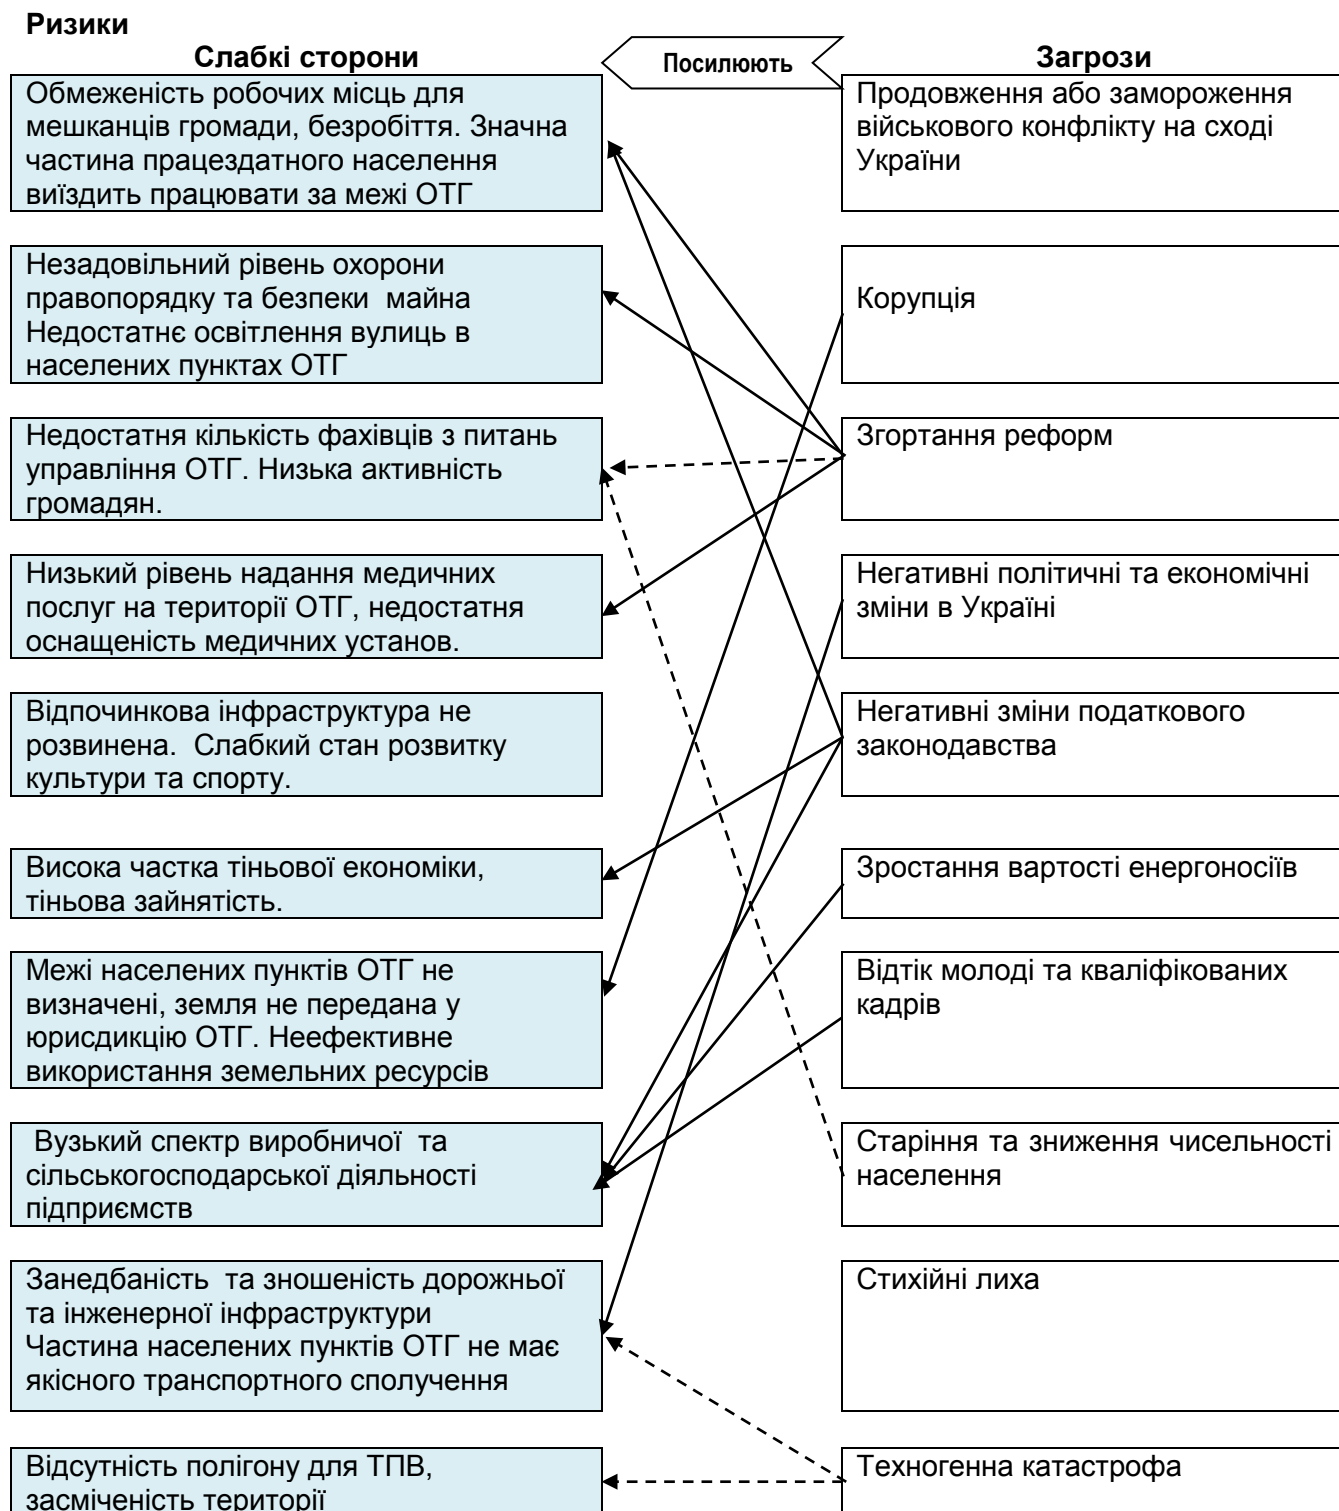 Ризики
Слабкі сторони
Посилюють
Загрози
Обмеженість робочих місць для
мешканців громади, безробіття. Значна
частина працездатного населення
виїздить працювати за межі ОТГ
Продовження або замороження
військового конфлікту на сході
України
Незадовільний рівень охорони
правопорядку та безпеки майна
Недостатнє освітлення вулиць в
населених пунктах ОТГ
Корупція
Недостатня кількість фахівців з питань
управління ОТГ. Низька активність
громадян.
Згортання реформ
Низький рівень надання медичних
послуг на території ОТГ, недостатня
оснащеність медичних установ.
Негативні політичні та економічні
зміни в Україні
Відпочинкова інфраструктура не
розвинена. Слабкий стан розвитку
культури та спорту.
Негативні зміни податкового
законодавства
Висока частка тіньової економіки,
тіньова зайнятість.
Зростання вартості енергоносіїв
Межі населених пунктів ОТГ не
визначені, земля не передана у
юрисдикцію ОТГ. Неефективне
використання земельних ресурсів
Відтік молоді та кваліфікованих
кадрів
Вузький спектр виробничої та
сільськогосподарської діяльності
підприємств
Старіння та зниження чисельності
населення
Занедбаність та зношеність дорожньої
та інженерної інфраструктури
Частина населених пунктів ОТГ не має
якісного транспортного сполучення
Стихійні лиха
Відсутність полігону для ТПВ,
засміченість території
Техногенна катастрофа